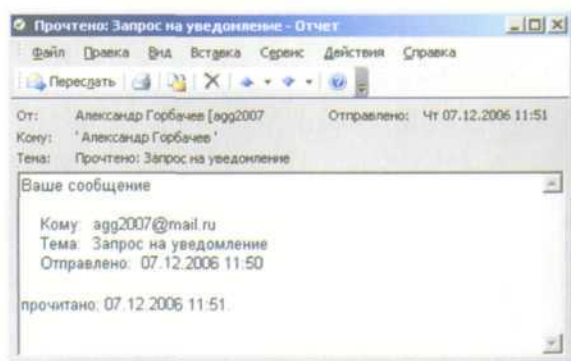 Прочтено: Запрос на уведомление - Отчет
Файл Правка Вид Вставка Сервис Действия Справка
Переслать
От: Александр Горбачев [agg2007 Отправлено: Чт 07.12.2006 11:51
Кому: 'Александр Горбачев'
Тема: Прочтено: Запрос на уведомление
Ваше сообщение
Кому: agg2007@mail.ru
Тема: Запрос на уведомление
Отправлено: 07.12.2006 11:50
прочитано: 07.12.2006 11:51.